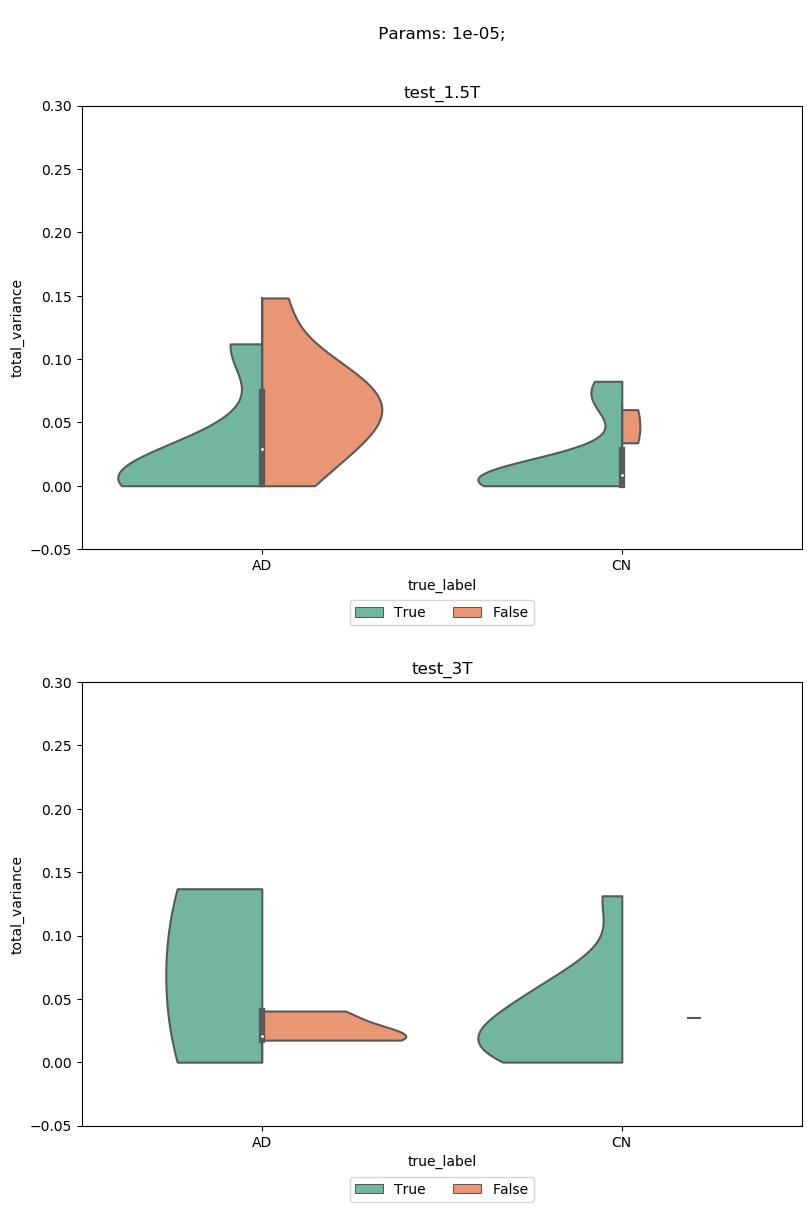 Params: 1e-05;
test_1.5T
0.30
0.25
0.20
0.15
0.10
0.05
0.00
−0.05
total_variance
AD CN
true_label
True False
test_3T
0.30
0.25
0.20
0.15
0.10
0.05
0.00
−0.05
total_variance
AD CN
true_label
True False